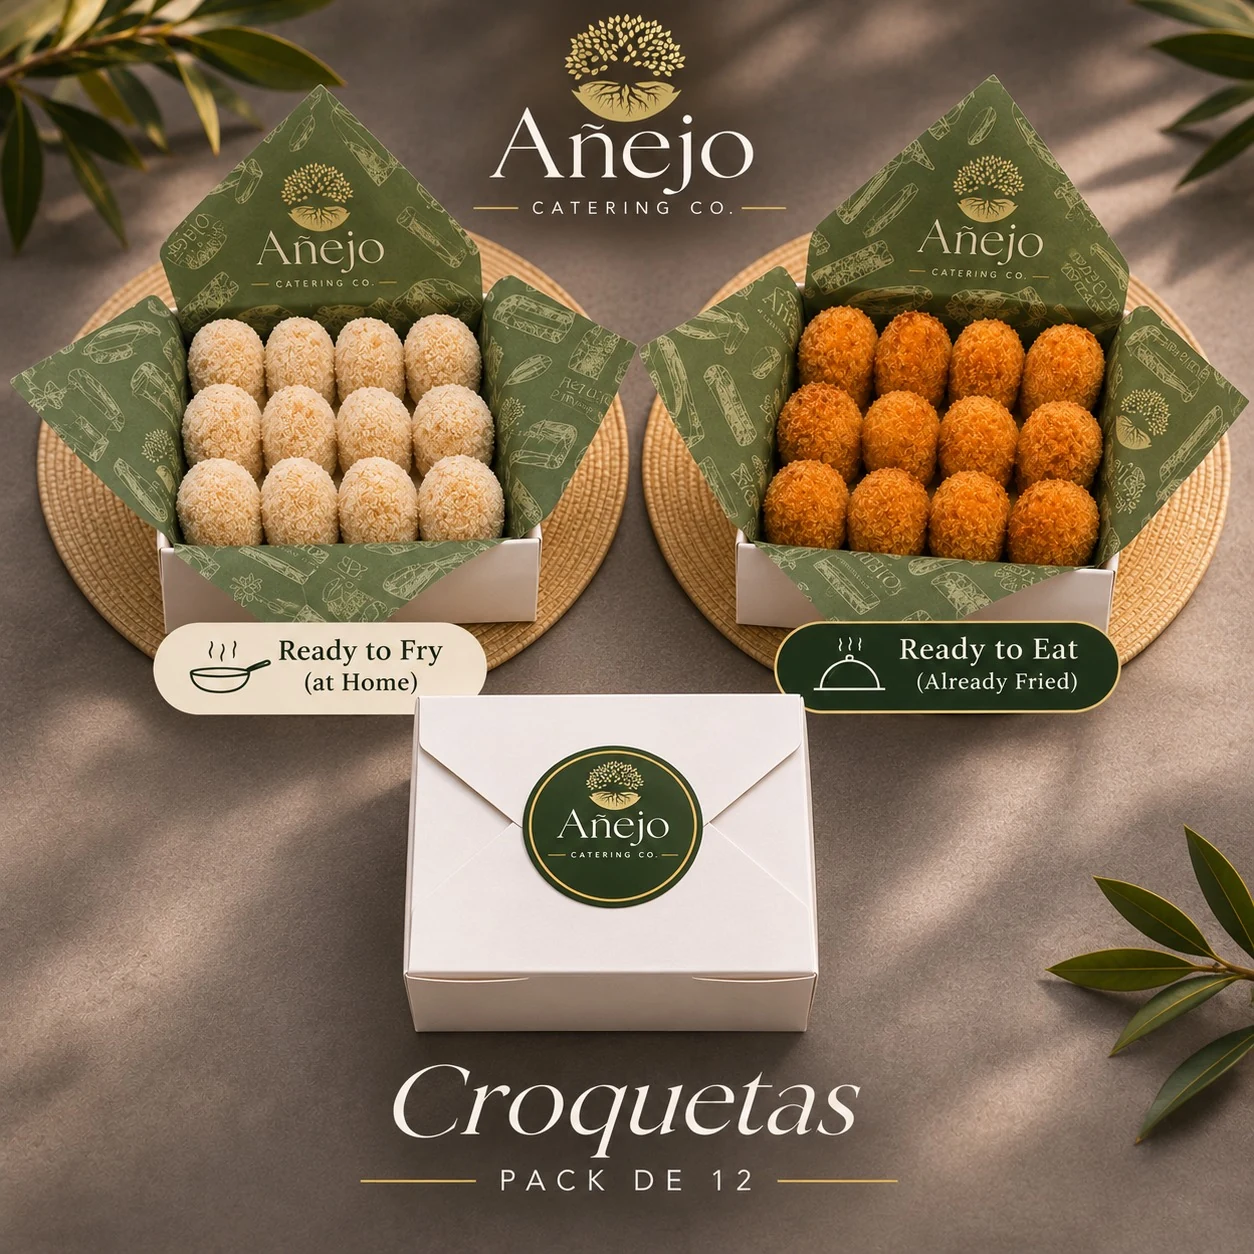 Añejo
CATERING CO.
Añejo
CATERING CO.
Añejo
CATERING CO.
Ready to Fry
(at Home)
Ready to Eat
(Already Fried)
Añejo
CATERING CO.
Croquetas
PACK DE 12